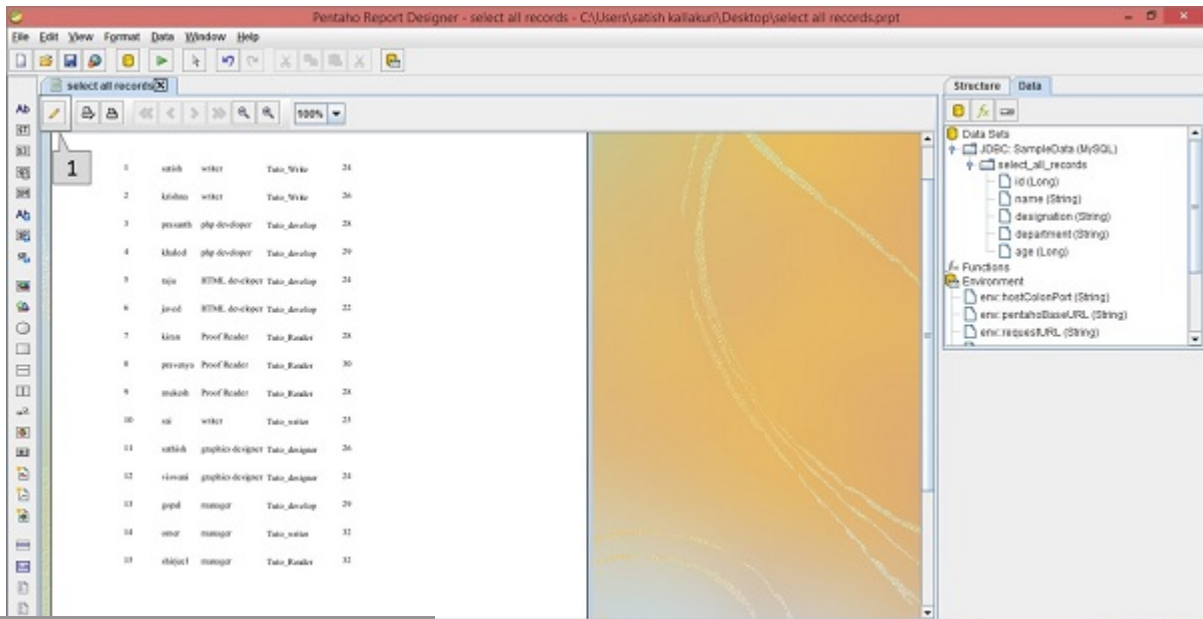 Pentaho Report Designer - select all records - C:\Users\satish kallakuri\Desktop\select all records.prpt
File Edit View Format Data Window Help
select all records
100%
1
1 satish writer Tuto_Write 24
2 krishna writer Tuto_Write 26
3 prasanth php developer Tuto_develop 28
4 khaled php developer Tuto_develop 29
5 raju HTML developer Tuto_develop 24
6 javed HTML developer Tuto_develop 22
7 kiran Proof Reader Tuto_Reader 28
8 Proof Reader Tuto_Reader 30
9 mukesh Proof Reader Tuto_Reader 28
10 sai writer Tuto_writer 23
11 sathish graphics designer Tuto_designer 26
12 graphics designer Tuto_designer 24
13 gopal manager Tuto_develop 29
14 omer manager Tuto_writer 32
15 manager Tuto_Reader 32
Structure Data
Data Sets
JDBC: SampleData (MySQL)
select_all_records
id (Long)
name (String)
designation (String)
department (String)
age (Long)
Functions
Environment
env: hostColonPort (String)
env: pentahoBaseURL (String)
env: requestURL (String)